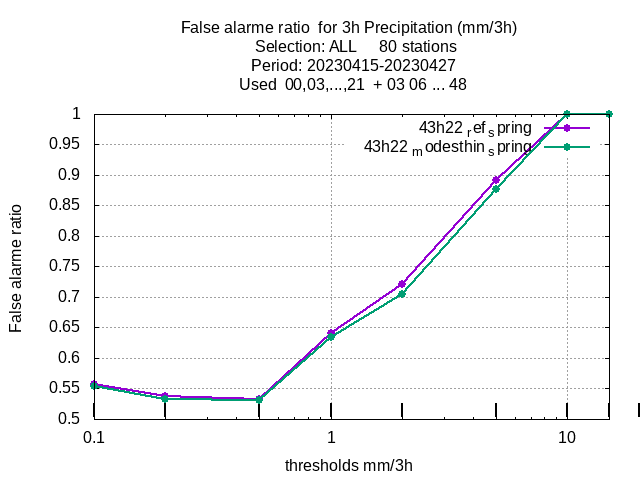 False alarme ratio  for 3h Precipitation (mm/3h)
Selection: ALL     80 stations
Period: 20230415-20230427
Used  00,03,...,21  + 03 06 ... 48
43h22 ref spring
43h22 modesthin spring
1
0.95
0.9
0.85
0.8
0.75
0.7
0.65
0.6
0.55
0.5
False alarme ratio
0.1
1
10
thresholds mm/3h